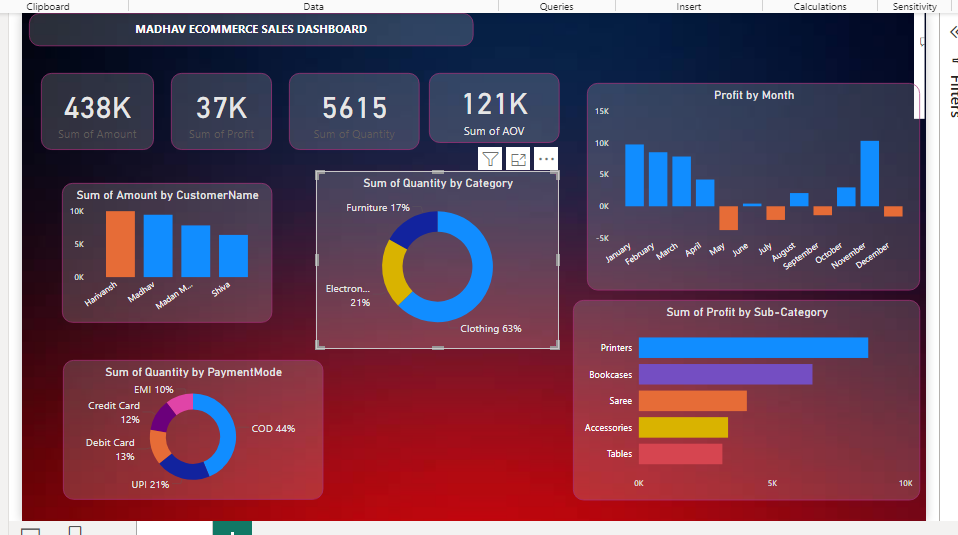 Clipboard
Data
Queries
Insert
Calculations
Sensitivity
MADHAV ECOMMERCE SALES DASHBOARD
Filters
438K
Sum of Amount
37K
Sum of Profit
5615
Sum of Quantity
121K
Sum of AOV
Profit by Month
15K
10K
5K
0K
-5K
January
February
March
April
May
June
July
August
September
October
November
December
Sum of Amount by CustomerName
10K
5K
0K
Harivansh
Madhav
Madan M...
Shiva
Sum of Quantity by Category
Furniture 17%
Electron...
21%
Clothing 63%
Sum of Profit by Sub-Category
Printers
Bookcases
Saree
Accessories
Tables
0K
5K
10K
Sum of Quantity by PaymentMode
EMI 10%
Credit Card
12%
Debit Card
13%
UPI 21%
COD 44%